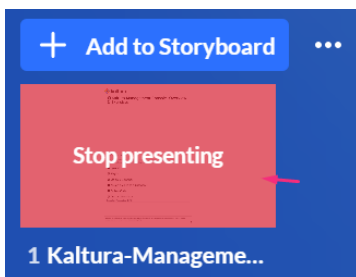 + Add to Storyboard ...
Stop presenting
1 Kaltura-Manageme...